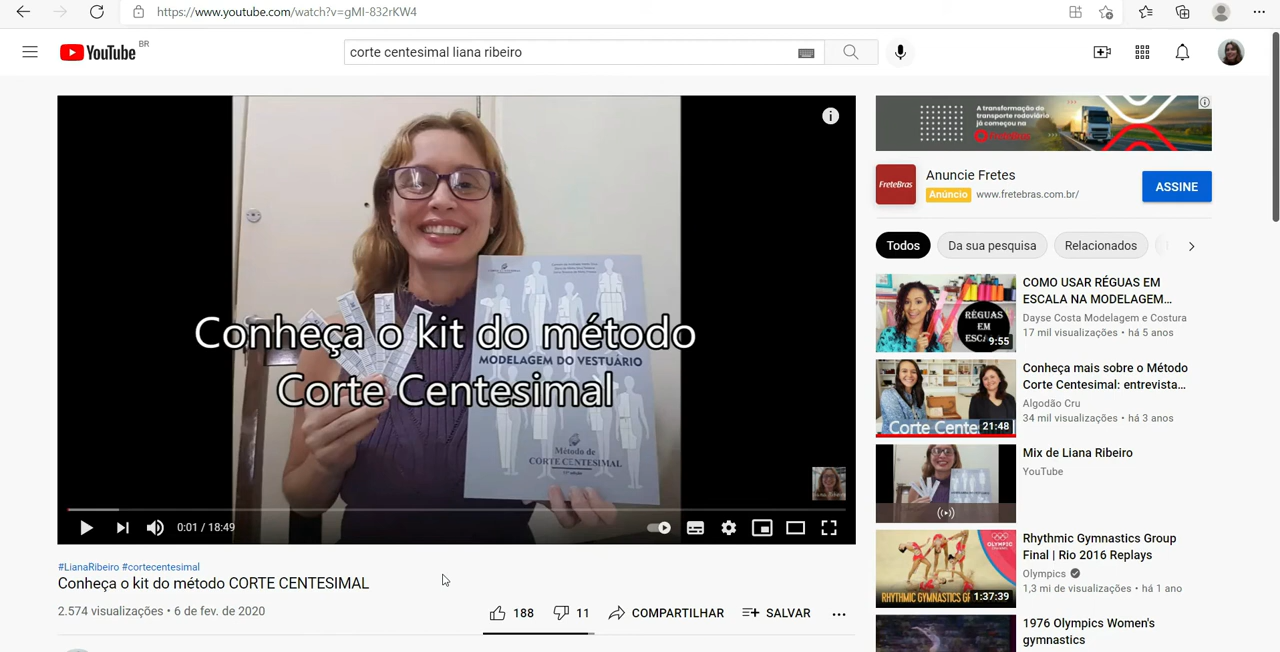 https://www.youtube.com/watch?v=gMI-832rKW4
YouTube BR
corte centesimal liana ribeiro
Conheça o kit do método
Corte Centesimal
MODELAGEM DO VESTUÁRIO
Método de
CORTE CENTESIMAL
0:01 / 18:49
#LianaRibeiro #cortecentesimal
Conheça o kit do método CORTE CENTESIMAL
2.574 visualizações • 6 de fev. de 2020
188
11
COMPARTILHAR
SALVAR
A transformação do
transporte rodoviário
já começou na
Anuncie Fretes
FreteBras
Anúncio www.fretebras.com.br/
ASSINE
Todos
Da sua pesquisa
Relacionados
RÉGUAS
EM
9:55
COMO USAR RÉGUAS EM
ESCALA NA MODELAGEM...
Dayse Costa Modelagem e Costura
17 mil visualizações • há 5 anos
Corte Cente
21:48
Conheça mais sobre o Método
Corte Centesimal: entrevista...
Algodão Cru
34 mil visualizações • há 3 anos
Mix de Liana Ribeiro
YouTube
RHYTHMIC GYMNASTICS
1:37:39
Rhythmic Gymnastics Group
Final | Rio 2016 Replays
Olympics
1,3 mi de visualizações • há 1 ano
1976 Olympics Women's
gymnastics